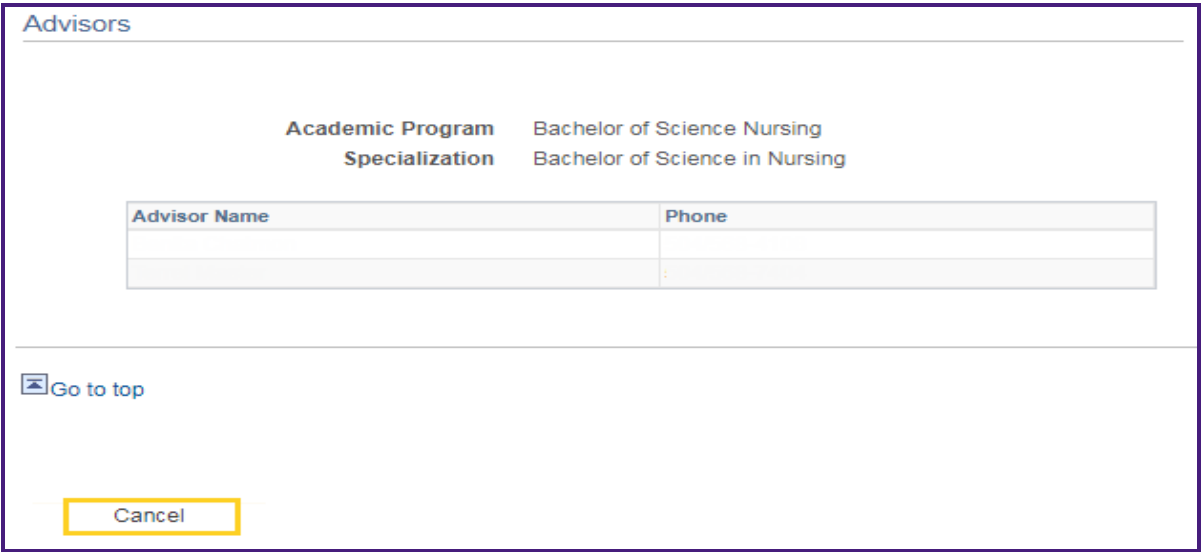 Advisors
Academic Program Bachelor of Science Nursing
Specialization Bachelor of Science in Nursing
Advisor Name Phone
Go to top
Cancel